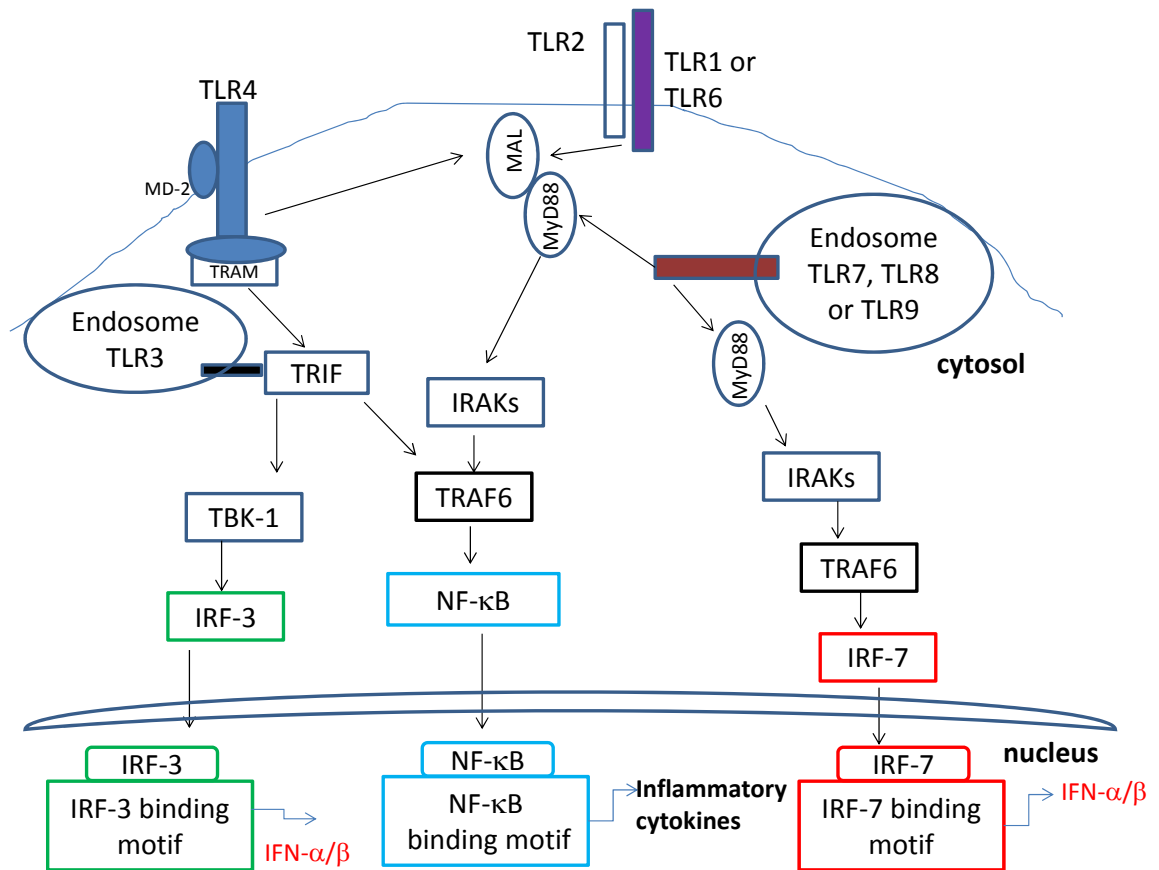 TLR2
TLR1 or
TLR6
TLR4
MAL
MD-2
MyD88
TRAM
Endosome
TLR7, TLR8
or TLR9
Endosome
TLR3
TRIF
MyD88
cytosol
IRAKs
IRAKs
TBK-1
TRAF6
TRAF6
IRF-3
NF-κB
IRF-7
nucleus
IRF-3
NF-κB
IRF-7
IRF-3 binding
motif
IFN-α/β
NF-κB
binding motif
Inflammatory
cytokines
IRF-7 binding
motif
IFN-α/β